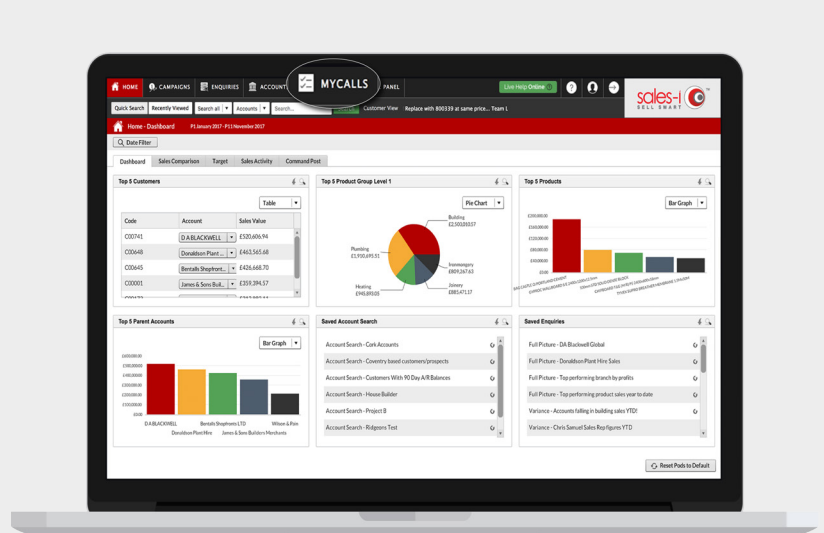 HOME
CAMPAIGNS
ENQUIRIES
ACCOUNT
MYCALLS
PANEL
Live Help Online
sales-i
SELL SMART
Quick Search
Recently Viewed
Search all
Accounts
Search...
Customer View
Replace with 800339 at same price... Team L
Home - Dashboard
P1 January 2017 - P11 November 2017
Date Filter
Dashboard
Sales Comparison
Target
Sales Activity
Command Post
Top 5 Customers
Table
Code Account Sales Value
C00741 D A BLACKWELL £520,606.94
C00648 Donaldson Plant ... £463,565.68
C00645 Bentalls Shopfront... £426,668.70
C00001 James & Sons Buil... £359,394.57
Top 5 Product Group Level 1
Pie Chart
Building
Plumbing
£1,910,695.51
Ironmongery
£809,267.63
Heating
£945,893.03
Joinery
£883,471.37
Top 5 Products
Bar Graph
Top 5 Parent Accounts
Bar Graph
D A BLACKWELL
Bentalls Shopfronts LTD
Donaldson Plant Hire
James & Sons Builders Merchants
Saved Account Search
Account Search - Cork Accounts
Account Search - Coventry based customers/prospects
Account Search - Customers With 90 Day A/R Balances
Account Search - House Builder
Account Search - Project B
Account Search - Ridgeons Test
Saved Enquiries
Full Picture - DA Blackwell Global
Full Picture - Donaldson Plant Hire Sales
Full Picture - Top performing branch by profits
Full Picture - Top performing product sales year to date
Variance - Accounts falling in building sales YTD!
Variance - Chris Samuel Sales Rep figures YTD
Reset Pods to Default